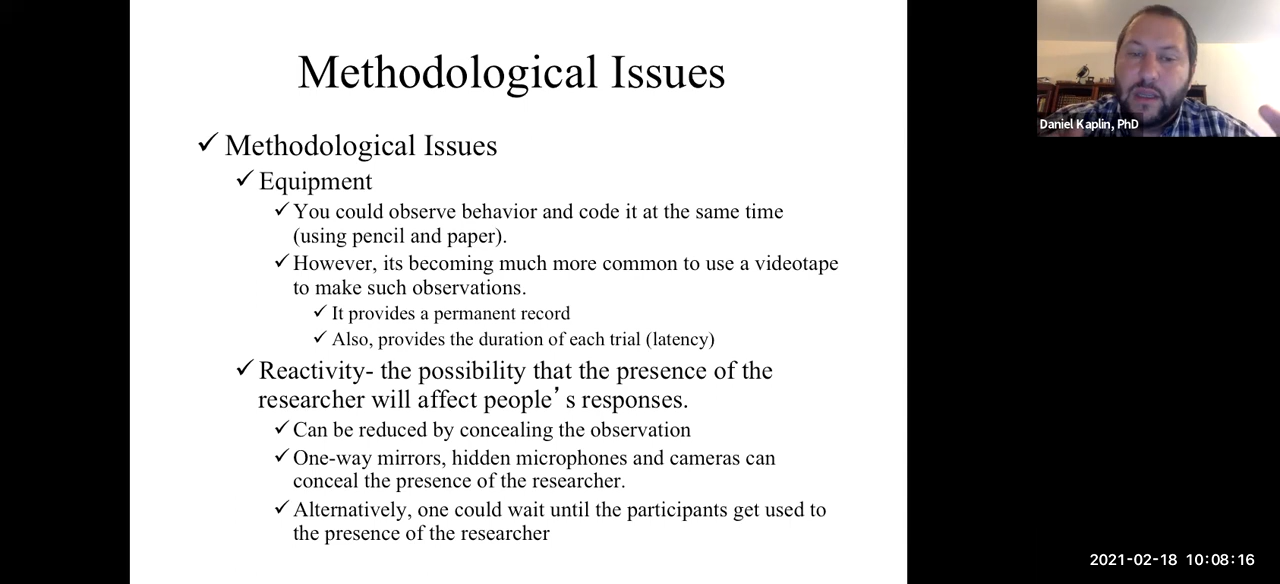 Methodological Issues
✓ Methodological Issues
✓ Equipment
✓ You could observe behavior and code it at the same time
(using pencil and paper).
✓ However, its becoming much more common to use a videotape
to make such observations.
✓ It provides a permanent record
✓ Also, provides the duration of each trial (latency)
✓ Reactivity- the possibility that the presence of the
researcher will affect people’s responses.
✓ Can be reduced by concealing the observation
✓ One-way mirrors, hidden microphones and cameras can
conceal the presence of the researcher.
✓ Alternatively, one could wait until the participants get used to
the presence of the researcher
Daniel Kaplin, PhD
2021-02-18 10:08:16